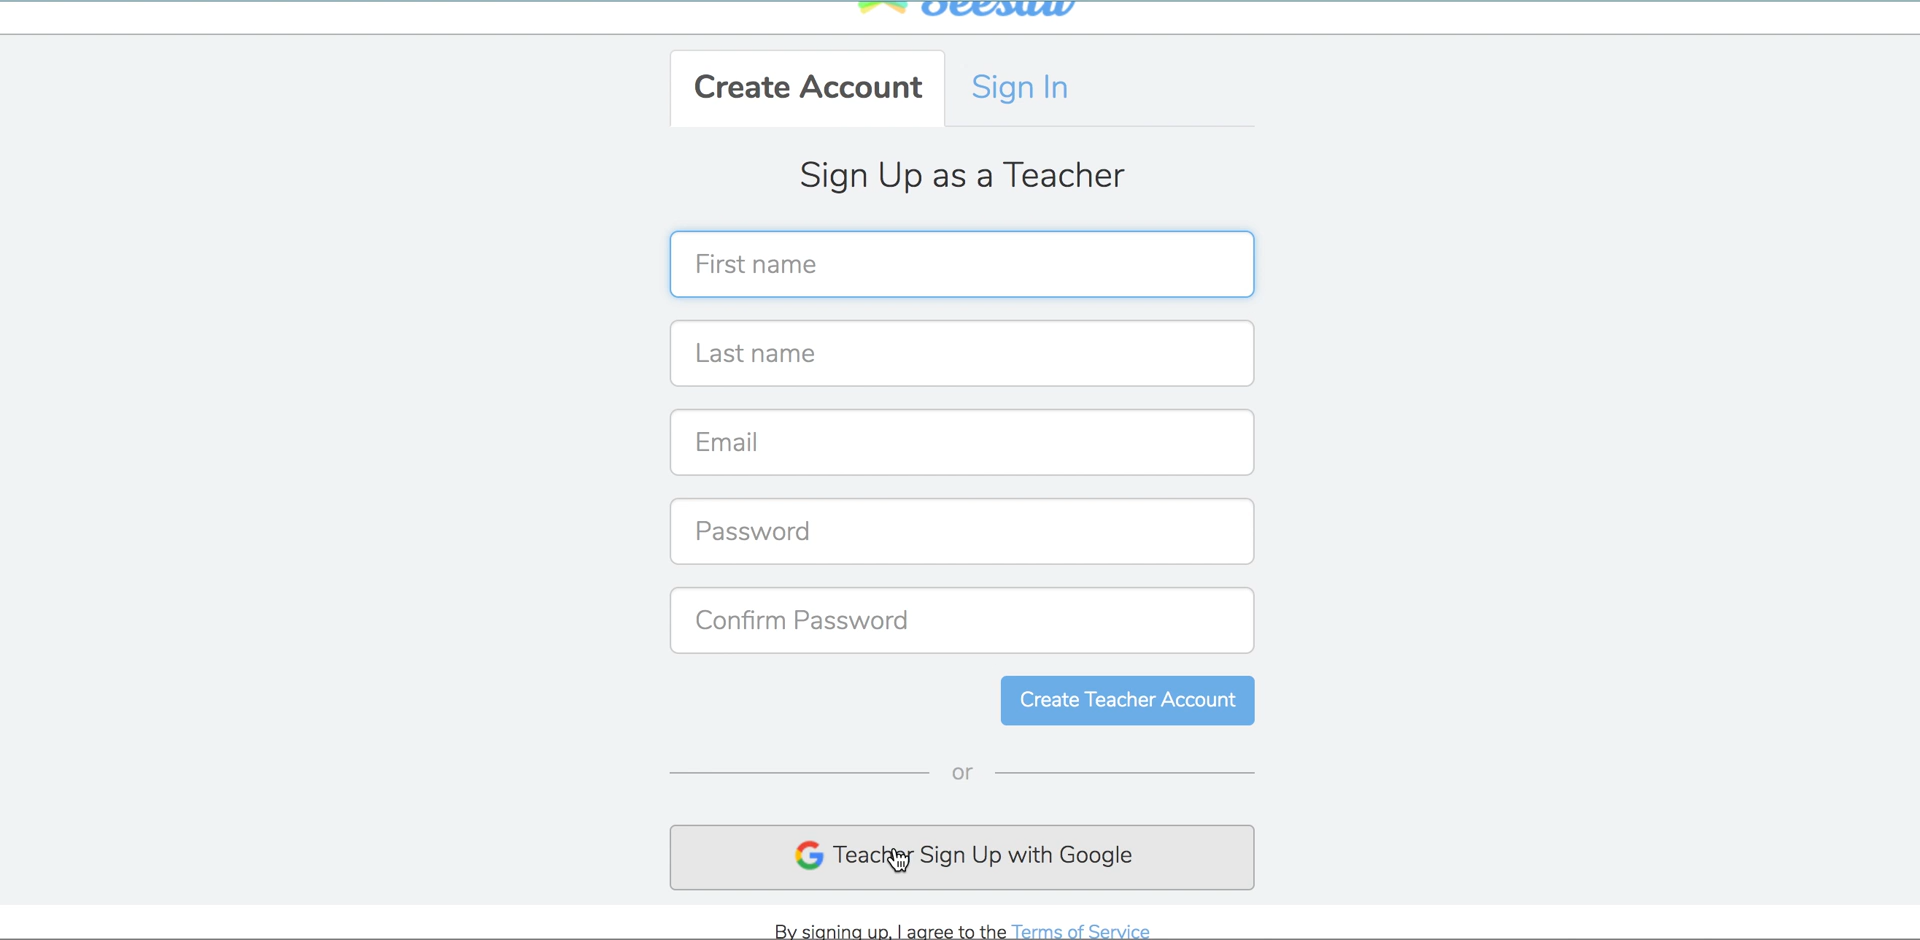 Seesaw
Create Account
Sign In
Sign Up as a Teacher
First name
Last name
Email
Password
Confirm Password
Create Teacher Account
or
Teacher Sign Up with Google
By signing up, I agree to the Terms of Service